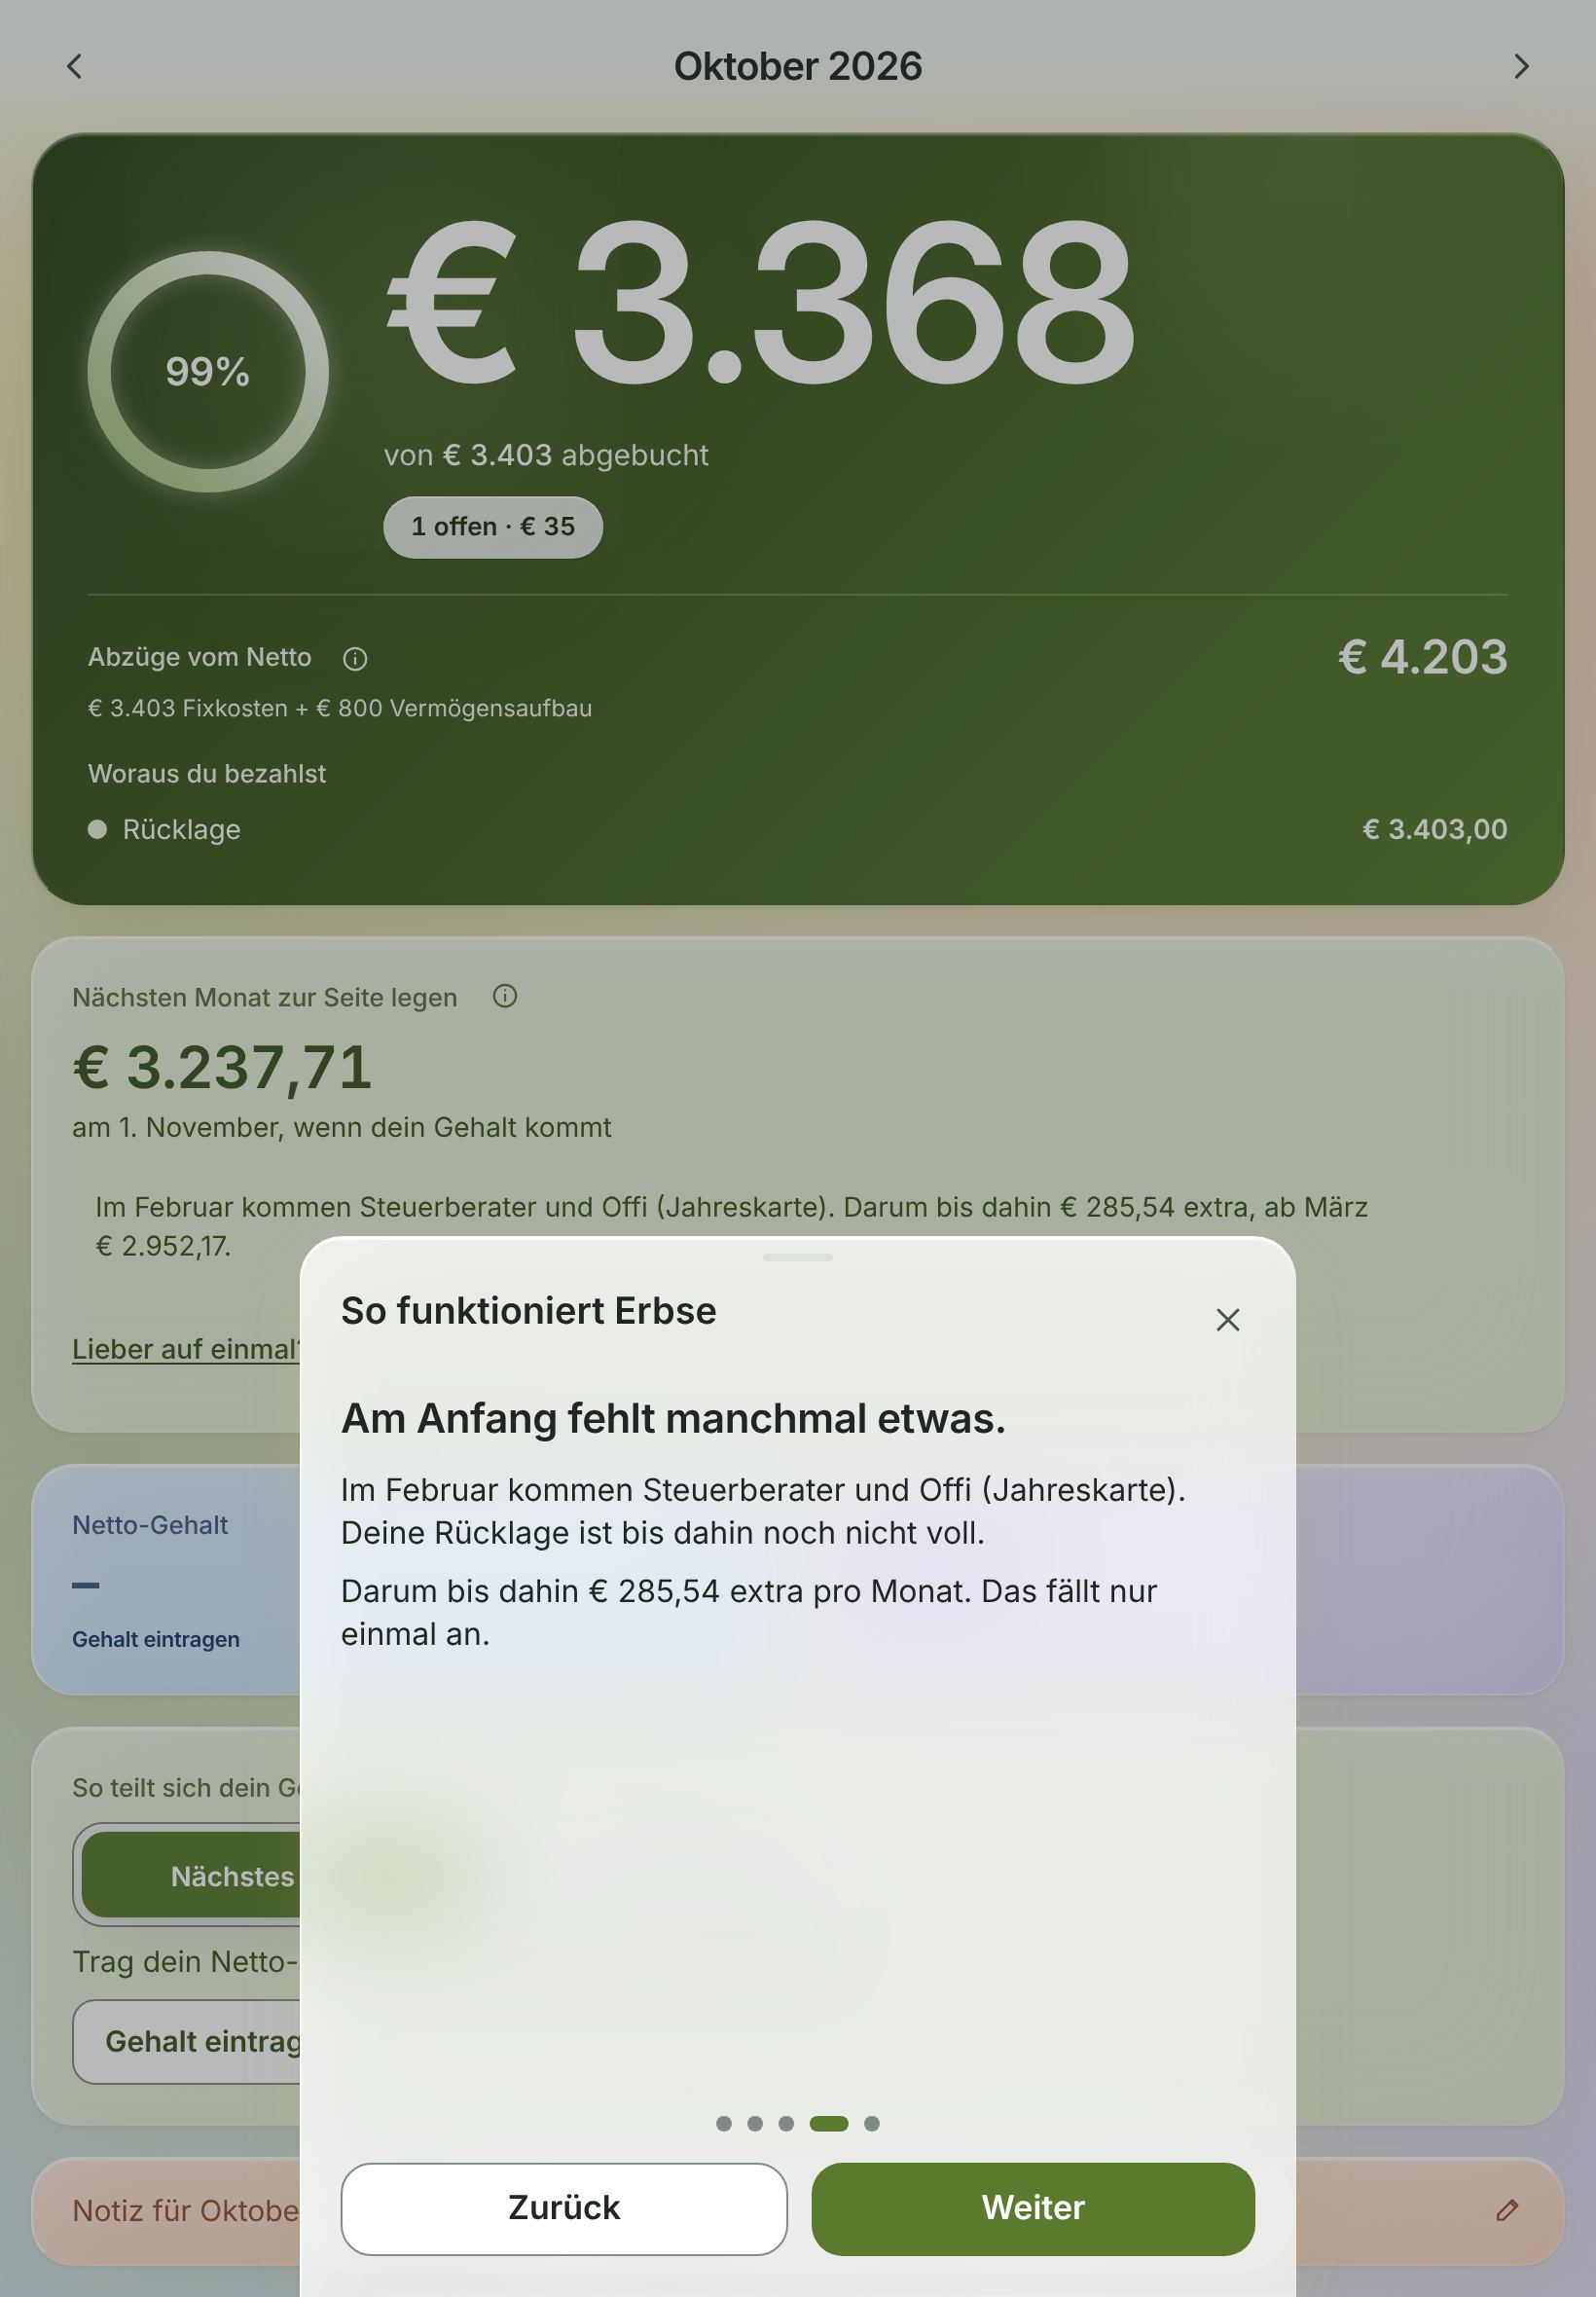 Oktober 2026
99%
€ 3.368
von € 3.403 abgebucht
1 offen · € 35
Abzüge vom Netto
€ 4.203
€ 3.403 Fixkosten + € 800 Vermögensaufbau
Woraus du bezahlst
Rücklage
€ 3.403,00
Nächsten Monat zur Seite legen
€ 3.237,71
am 1. November, wenn dein Gehalt kommt
Im Februar kommen Steuerberater und Offi (Jahreskarte). Darum bis dahin € 285,54 extra, ab März
€ 2.952,17.
Lieber auf einmal?
Netto-Gehalt
–
Gehalt eintragen
So teilt sich dein
Nächstes
Trag dein Netto-
Gehalt
Notiz für
So funktioniert Erbse
Am Anfang fehlt manchmal etwas.
Im Februar kommen Steuerberater und Offi (Jahreskarte).
Deine Rücklage ist bis dahin noch nicht voll.
Darum bis dahin € 285,54 extra pro Monat. Das fällt nur
einmal an.
Zurück
Weiter